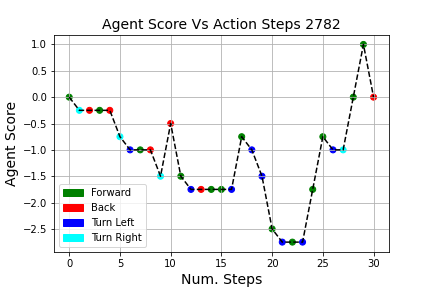 Agent Score Vs Action Steps 2782
1.0
0.5
0.0
−0.5
−1.0
−1.5
−2.0
−2.5
Agent Score
Forward
Back
Turn Left
Turn Right
0 5 10 15 20 25 30
Num. Steps